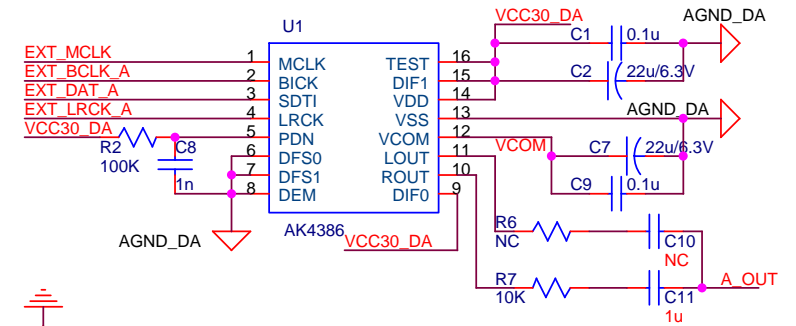 VCC30_DA
AGND_DA
U1
C1
0.1u
EXT_MCLK
1
MCLK
TEST
16
EXT_BCLK_A
2
BICK
DIF1
15
C2
22u/6.3V
EXT_DAT_A
3
SDTI
VDD
14
EXT_LRCK_A
4
LRCK
VSS
13
AGND_DA
VCC30_DA
5
PDN
VCOM
12
R2
100K
C8
1n
6
DFS0
LOUT
11
VCOM
C7
22u/6.3V
7
DFS1
ROUT
10
8
DEM
DIF0
9
C9
0.1u
AGND_DA
AK4386
VCC30_DA
R6
NC
C10
NC
R7
10K
C11
1u
A_OUT